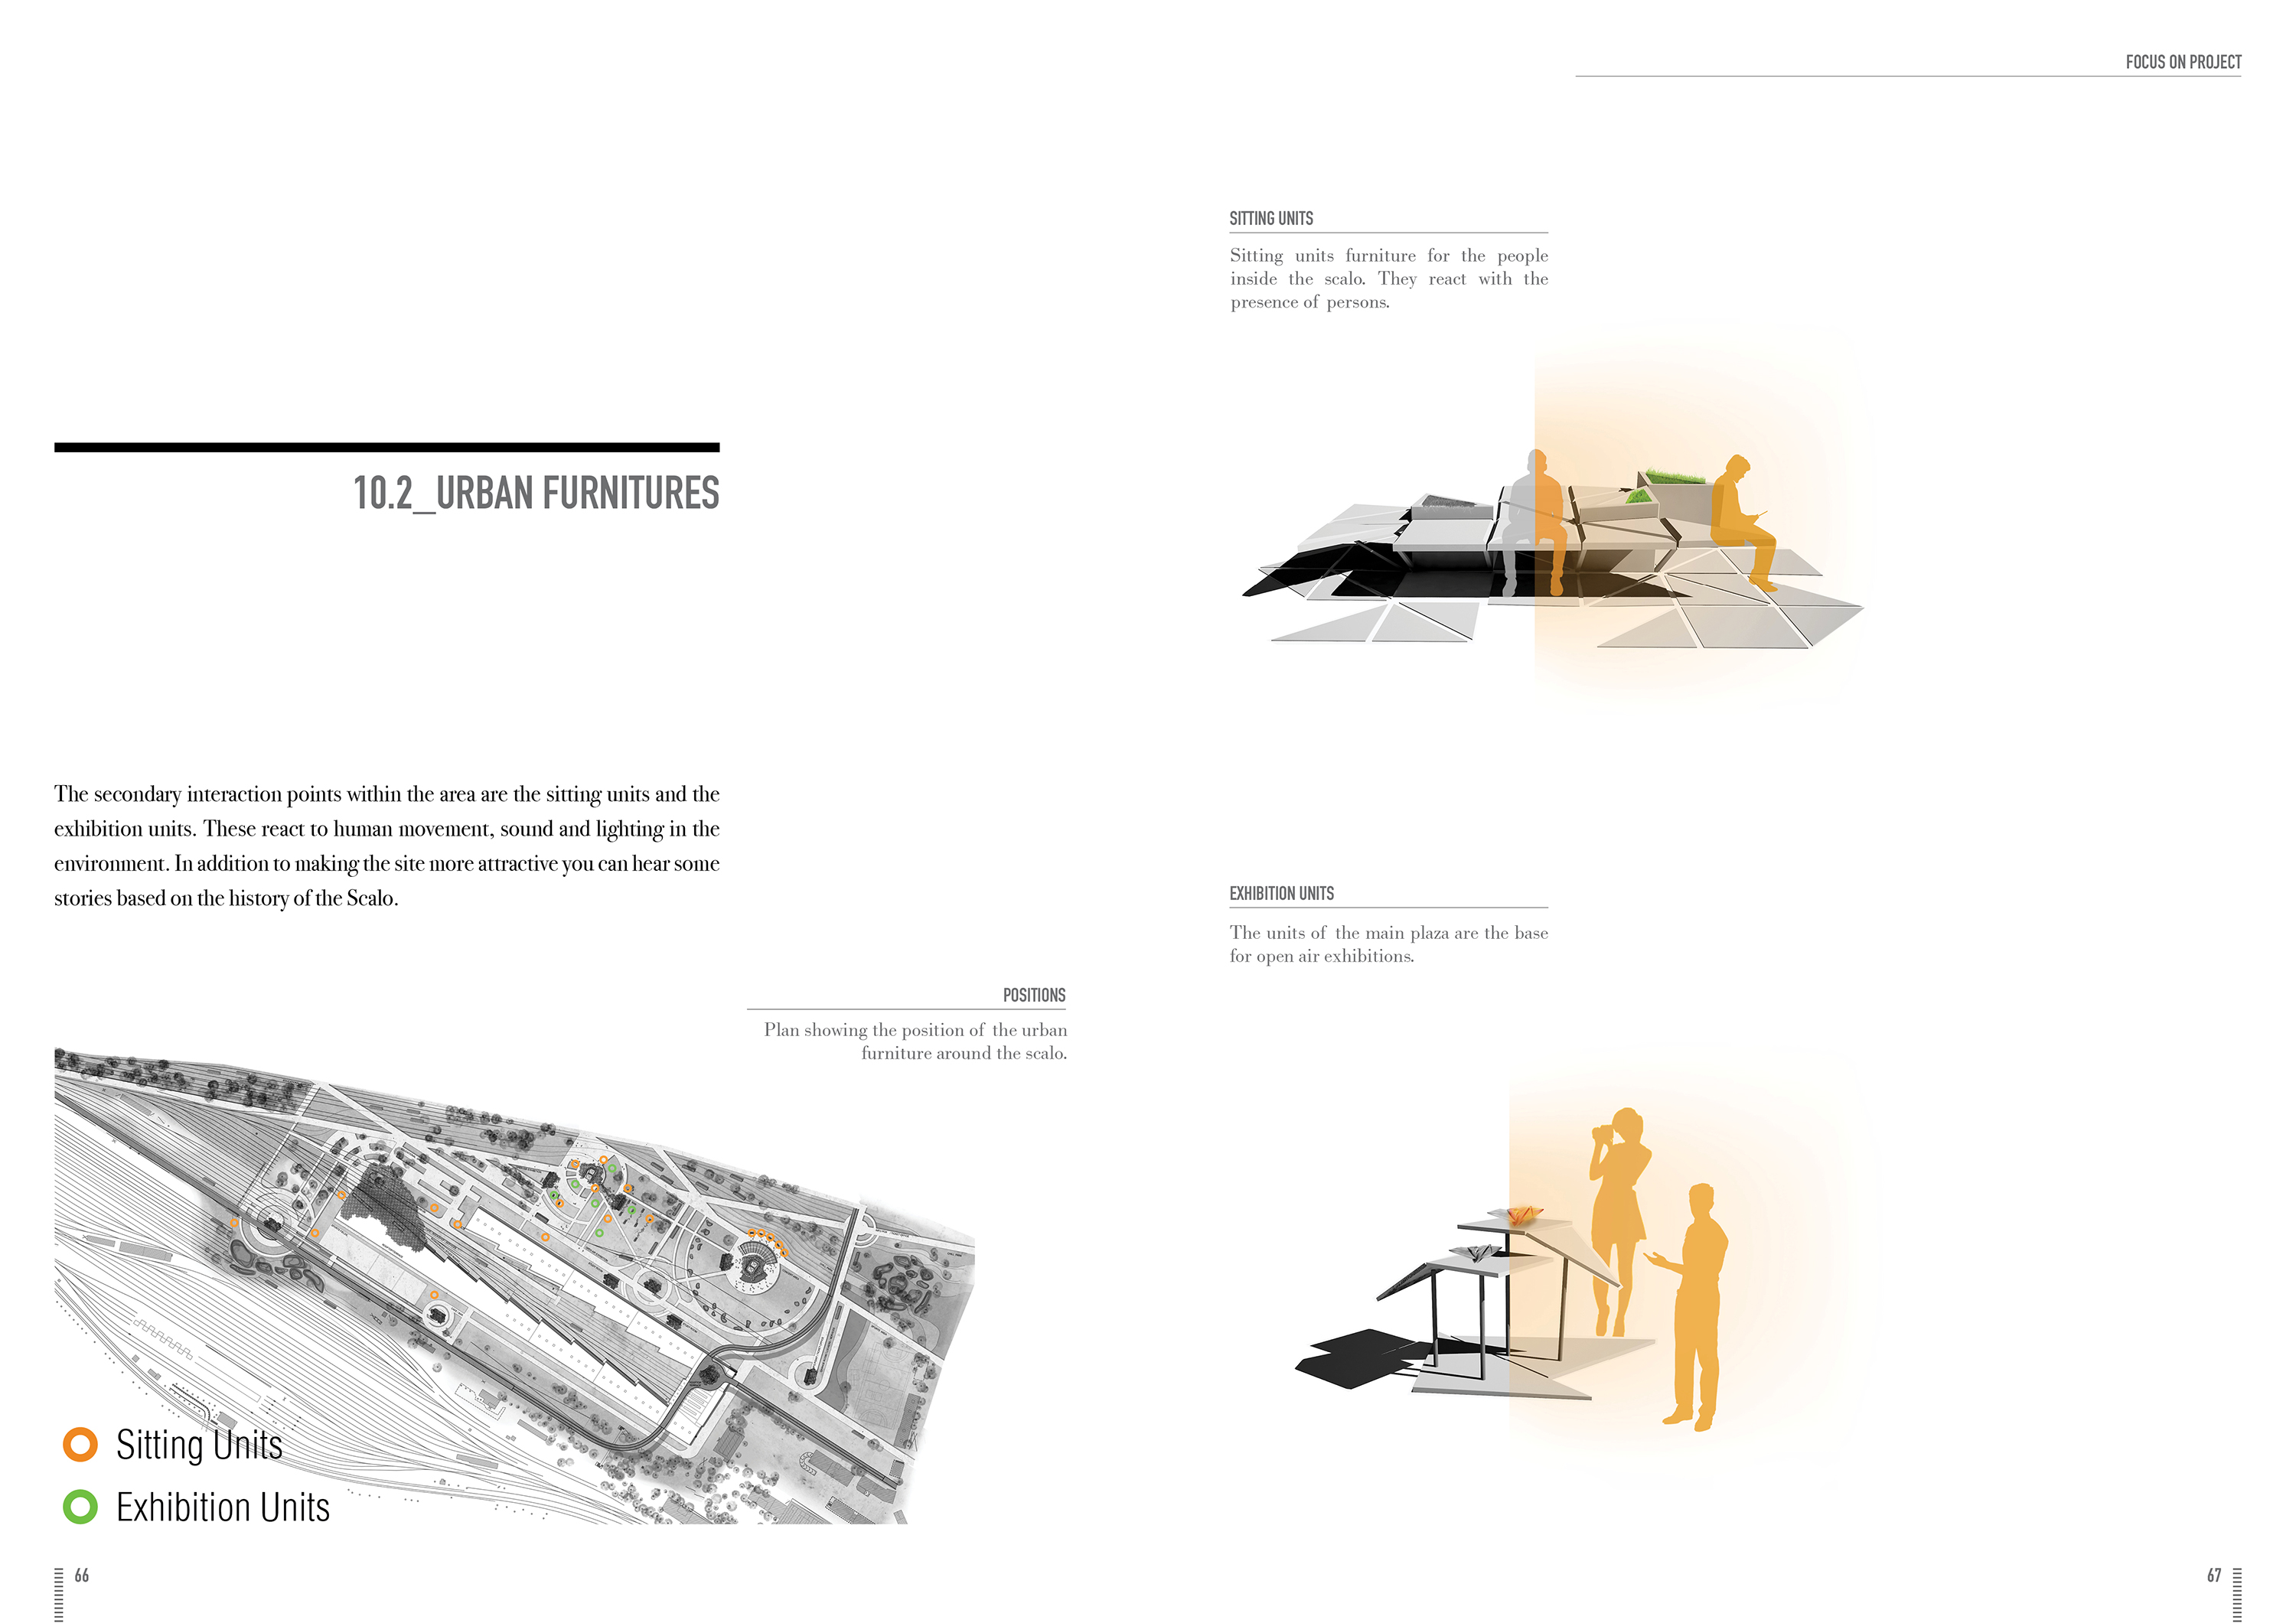 FOCUS ON PROJECT
10.2_URBAN FURNITURES
The secondary interaction points within the area are the sitting units and the
exhibition units. These react to human movement, sound and lighting in the
environment. In addition to making the site more attractive you can hear some
stories based on the history of the Scalo.
POSITIONS
Plan showing the position of the urban
furniture around the scalo.
Sitting Units
Exhibition Units
66
SITTING UNITS
Sitting units furniture for the people
inside the scalo. They react with the
presence of persons.
EXHIBITION UNITS
The units of the main plaza are the base
for open air exhibitions.
67